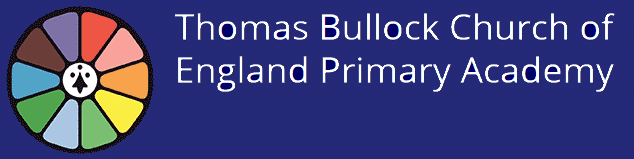 Thomas Bullock Church of
England Primary Academy